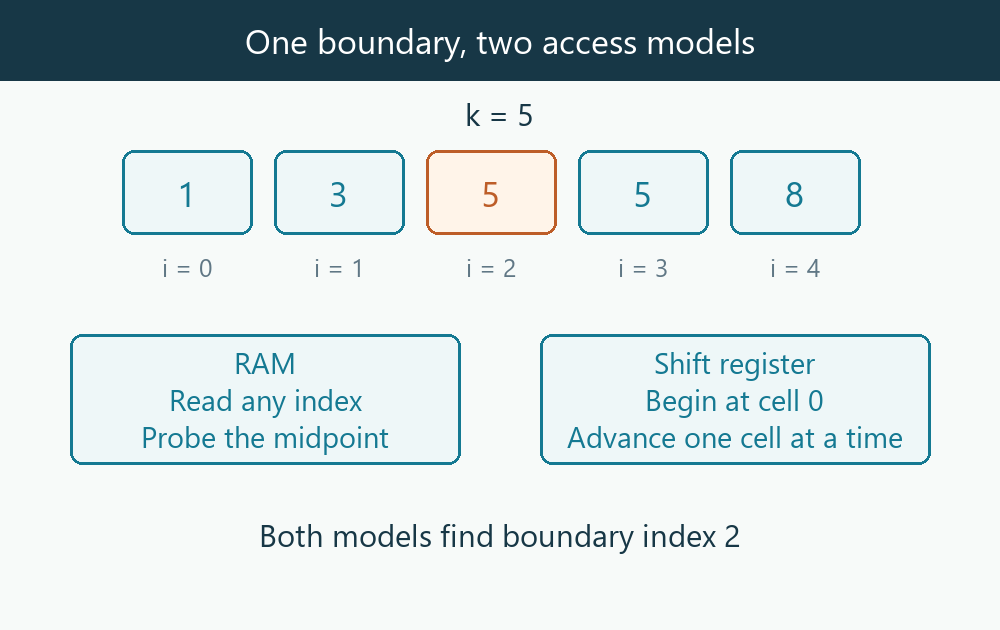 One boundary, two access models
k = 5
1 3 5 5 8
i = 0 i = 1 i = 2 i = 3 i = 4
RAM
Read any index
Probe the midpoint
Shift register
Begin at cell 0
Advance one cell at a time
Both models find boundary index 2